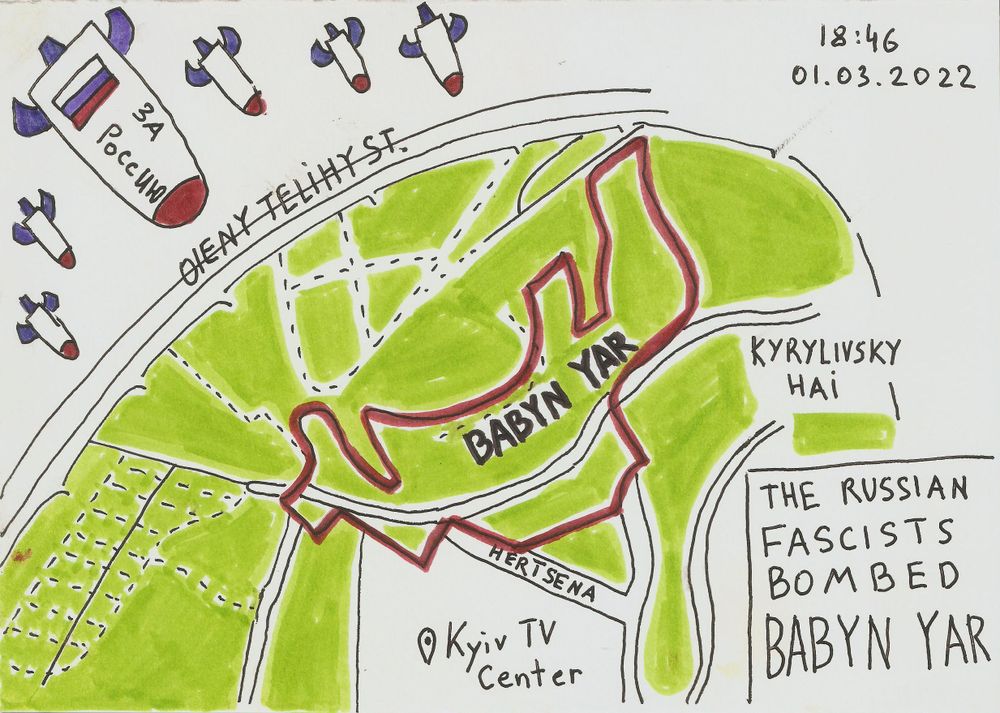 18:46
01.03.2022
ЗА
РОССИЮ
OlENY TELIHY ST.
BABYN YAR
KYRYLIVSKY
HAI
HERTSENA
Kyiv TV
Center
THE RUSSIAN
FASCISTS
BOMBED
BABYN YAR